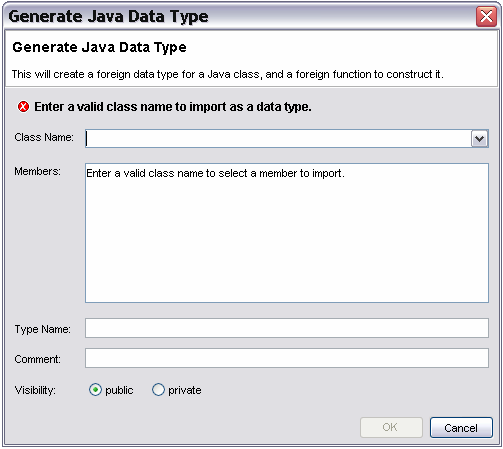 Generate Java Data Type
Generate Java Data Type
This will create a foreign data type for a Java class, and a foreign function to construct it.
Enter a valid class name to import as a data type.
Class Name:
Members:
Enter a valid class name to select a member to import.
Type Name:
Comment:
Visibility: public private
OK Cancel